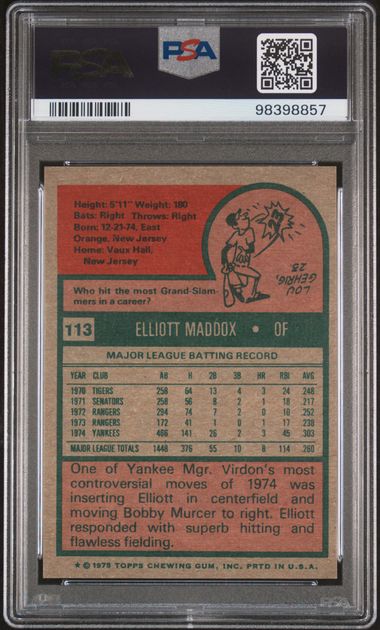 PSA
PSA
98398857
Height: 5'11" Weight: 180
Bats: Right Throws: Right
Born: 12-21-74, East
Orange, New Jersey
Home: Vaux Hall,
New Jersey
23
LOU
GEHRIG,
23.
Who hit the most Grand-Slam-
mers in a career?
113 ELLIOTT MADDOX • OF
MAJOR LEAGUE BATTING RECORD
YEAR CLUB AB H 2B 3B HR RBI AVG
1970 TIGERS 258 64 13 4 3 24 248
1971 SENATORS 258 56 8 2 1 18 217
1972 RANGERS 294 74 7 2 0 10 252
1973 RANGERS 172 41 1 0 1 17 238
1974 YANKEES 466 141 26 2 3 45 303
MAJOR LEAGUE TOTALS 1448 376 55 10 8 114 260
One of Yankee Mgr. Virdon's most
controversial moves of 1974 was
inserting Elliott in centerfield and
moving Bobby Murcer to right. Elliott
responded with superb hitting and
flawless fielding.
★ © 1975 TOPPS CHEWING GUM, INC. PRTD IN U.S.A.